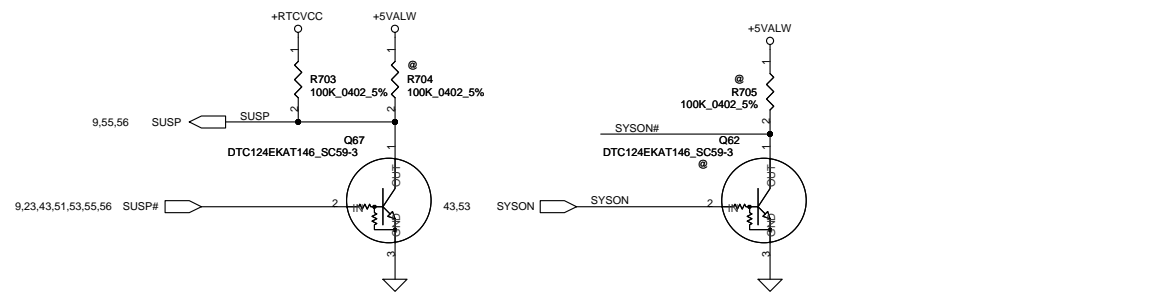 +RTCVCC
+5VALW
+5VALW
1
1
1
@
@
R703
R704
R705
100K_0402_5%
100K_0402_5%
100K_0402_5%
2
2
2
9,55,56
SUSP
SUSP
SYSON#
Q67
Q62
DTC124EKAT146_SC59-3
DTC124EKAT146_SC59-3
@
1
1
OUT
OUT
9,23,43,51,53,55,56
SUSP#
2
IN
43,53
SYSON
SYSON
2
IN
GND
GND
3
3